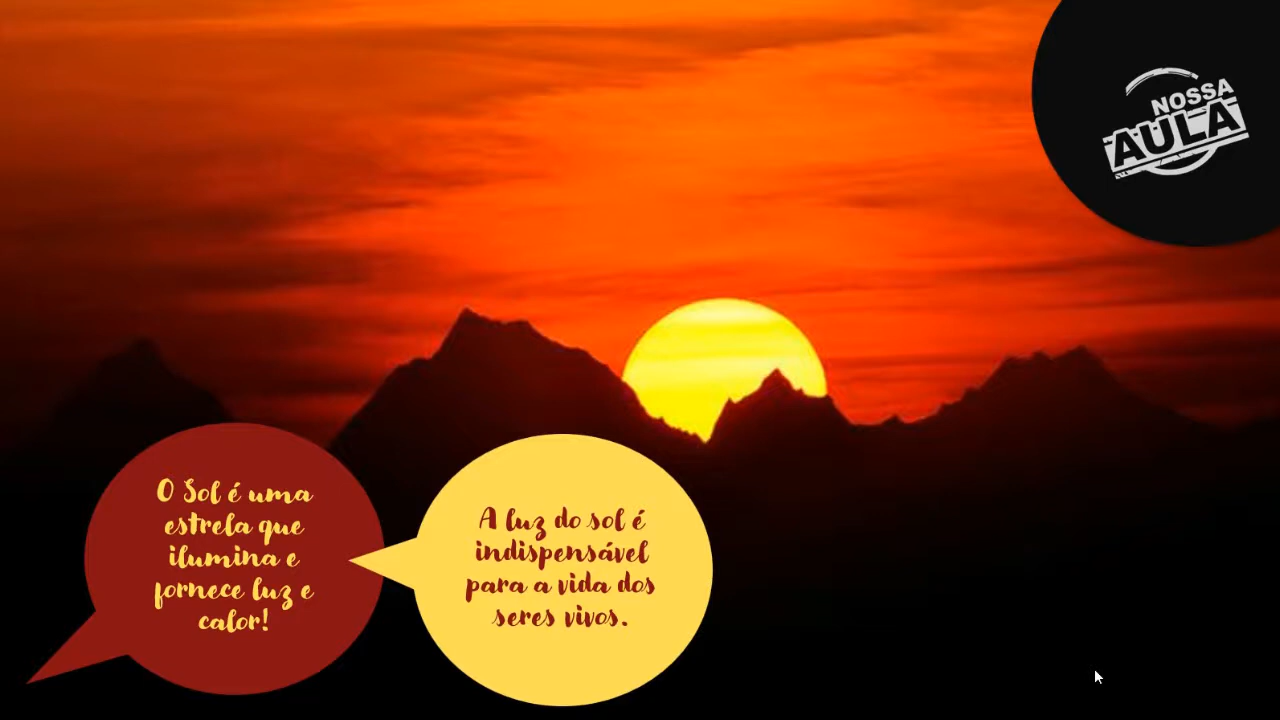 NOSSA
AULA
O Sol é uma
estrela que
ilumina e
fornece luz e
calor!
A luz do sol é
indispensável
para a vida dos
seres vivos.